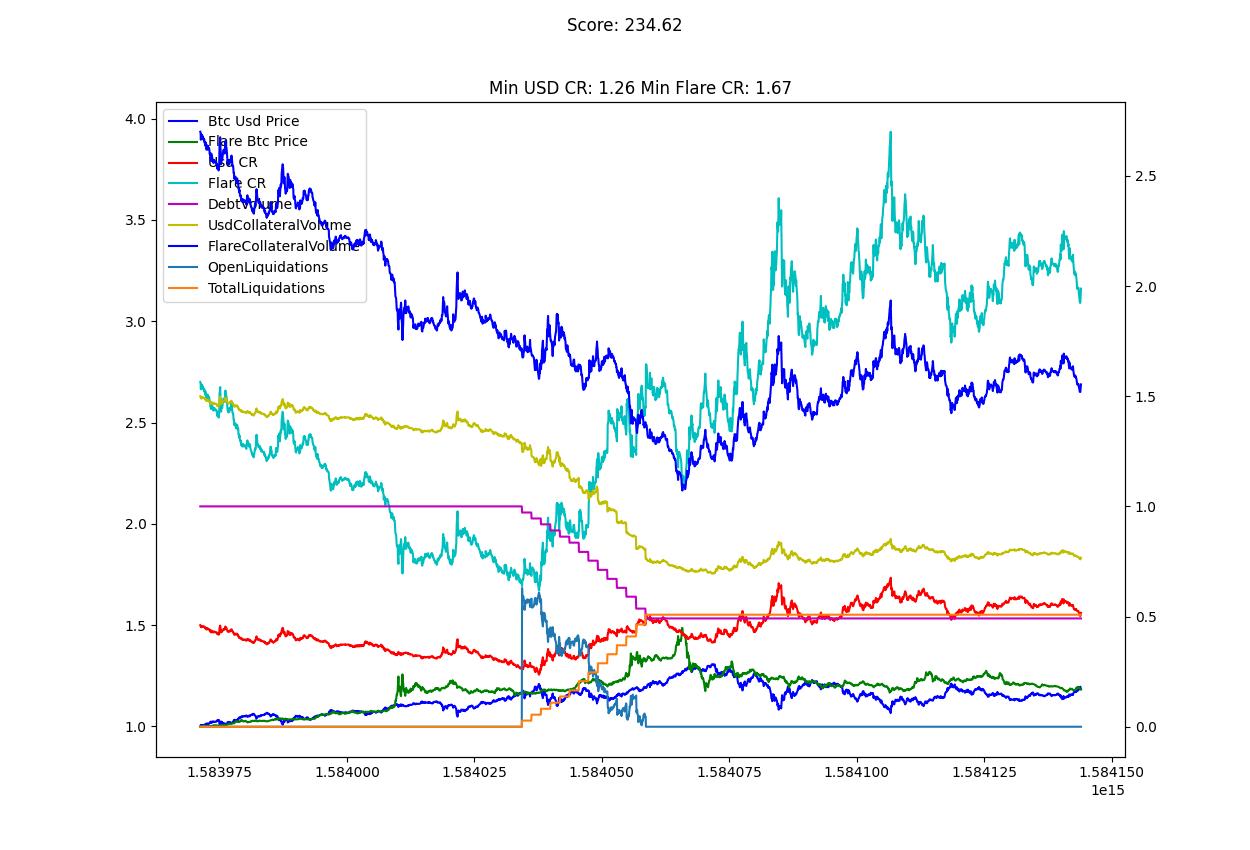 Score: 234.62
Min USD CR: 1.26 Min Flare CR: 1.67
Btc Usd Price
Flare Btc Price
Usd CR
Flare CR
DebtVolume
UsdCollateralVolume
FlareCollateralVolume
OpenLiquidations
TotalLiquidations
4.0
3.5
3.0
2.5
2.0
1.5
1.0
2.5
2.0
1.5
1.0
0.5
0.0
1.583975 1.584000 1.584025 1.584050 1.584075 1.584100 1.584125 1.584150
1e15